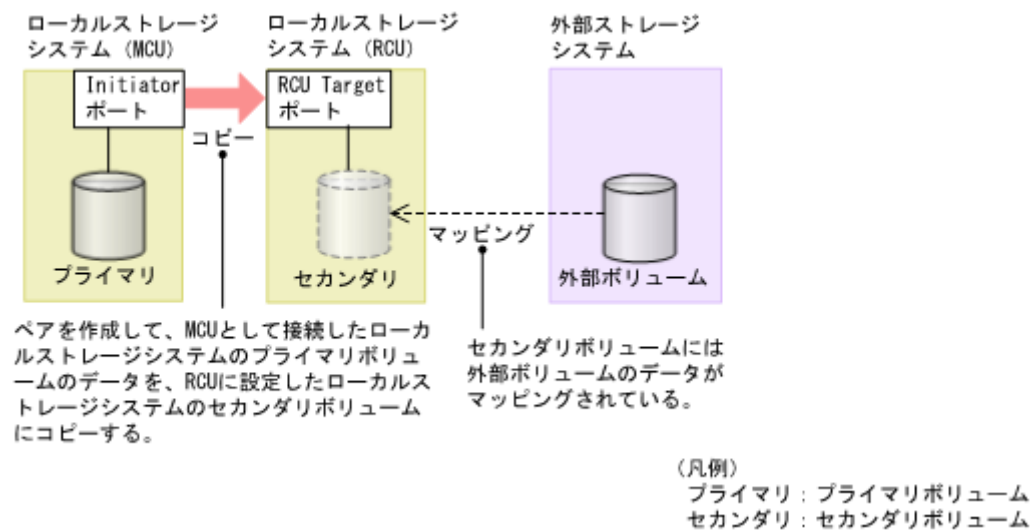 ローカルストレージ
システム (MCU)
ローカルストレージ
システム (RCU)
外部ストレージ
システム
Initiator
ポート
RCU Target
ポート
コピー
マッピング
プライマリ
セカンダリ
外部ボリューム
ペアを作成して、MCUとして接続したローカ
ルストレージシステムのプライマリボリュ
ームのデータを、RCUに設定したローカルス
トレージシステムのセカンダリボリューム
にコピーする。
セカンダリボリュームには
外部ボリュームのデータが
マッピングされている。
（凡例）
プライマリ：プライマリボリューム
セカンダリ：セカンダリボリューム